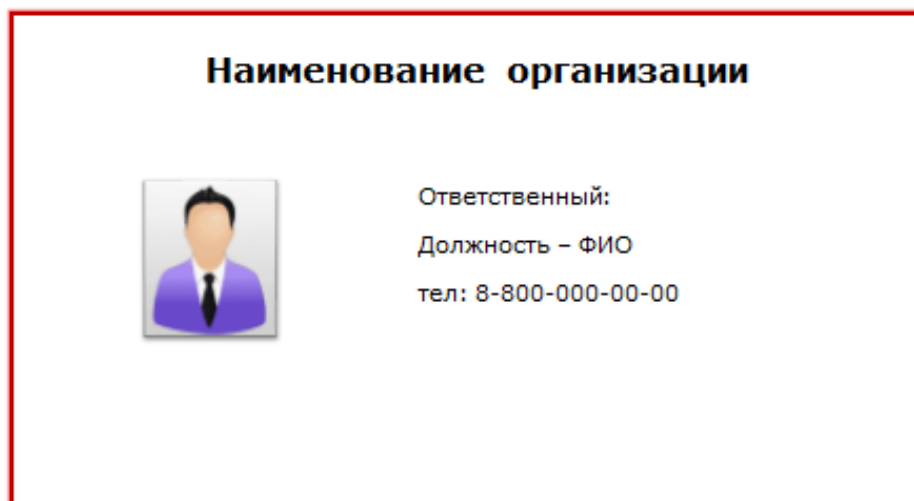 Наименование организации
Ответственный:
Должность – ФИО
тел: 8-800-000-00-00